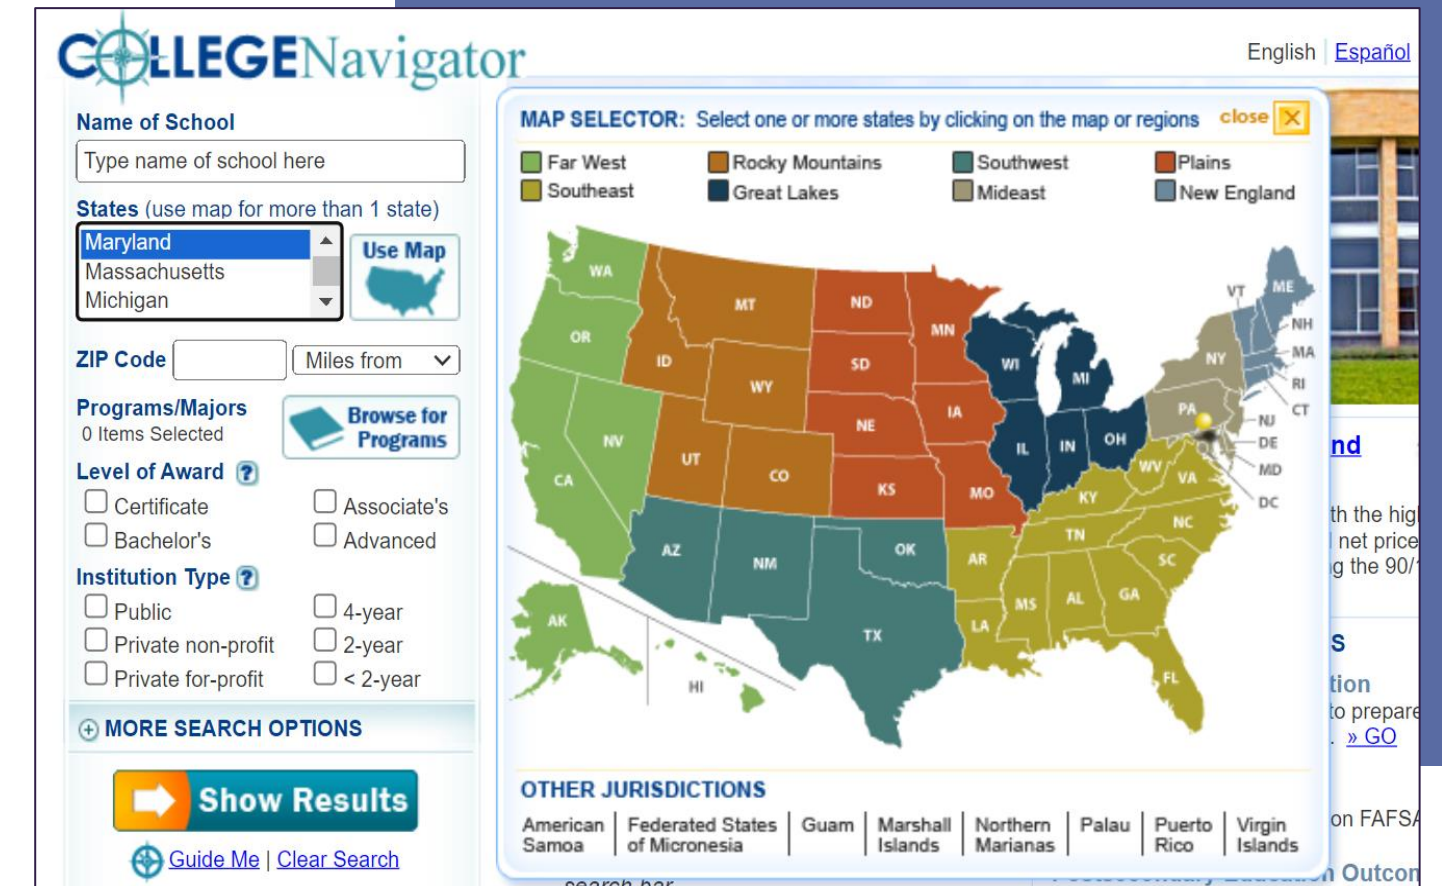 COLLEGENavigator
English | Español
Name of School
Type name of school here
States (use map for more than 1 state)
Maryland
Massachusetts
Michigan
Use Map
ZIP Code
Miles from
Programs/Majors
0 Items Selected
Browse for
Programs
Level of Award ?
Certificate
Associate's
Bachelor's
Advanced
Institution Type ?
Public
4-year
Private non-profit
2-year
Private for-profit
< 2-year
MORE SEARCH OPTIONS
Show Results
Guide Me | Clear Search
MAP SELECTOR: Select one or more states by clicking on the map or regions
close X
Far West
Rocky Mountains
Southwest
Plains
Southeast
Great Lakes
Mideast
New England
WA
OR
CA
NV
ID
MT
WY
UT
CO
AZ
NM
ND
SD
NE
KS
MN
IA
MO
OK
TX
WI
MI
IL
IN
OH
AR
LA
MS
AL
GA
FL
TN
KY
WV
VA
NC
SC
NY
PA
VT
ME
NH
MA
RI
CT
NJ
DE
MD
DC
AK
HI
OTHER JURISDICTIONS
American
Samoa
Federated States
of Micronesia
Guam
Marshall
Islands
Northern
Marianas
Palau
Puerto
Rico
Virgin
Islands
nd
th the hig
net price
g the 90/
S
tion
to prepare
. » GO
on FAFSA
n Outcon